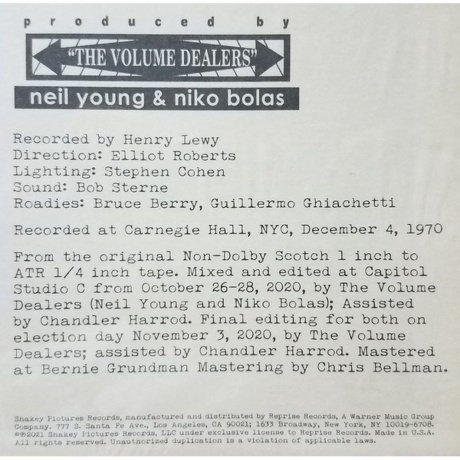 produced by
"THE VOLUME DEALERS"
neil young & niko bolas
Recorded by Henry Lewy
Direction: Elliot Roberts
Lighting: Stephen Cohen
Sound: Bob Sterne
Roadies: Bruce Berry, Guillermo Ghiachetti
Recorded at Carnegie Hall, NYC, December 4, 1970
From the original Non-Dolby Scotch 1 inch to
ATR 1/4 inch tape. Mixed and edited at Capitol
Studio C from October 26-28, 2020, by The Volume
Dealers (Neil Young and Niko Bolas); Assisted
by Chandler Harrod. Final editing for both on
election day November 3, 2020, by The Volume
Dealers; assisted by Chandler Harrod. Mastered
at Bernie Grundman Mastering by Chris Bellman.
Shakey Pictures Records, manufactured and distributed by Reprise Records, A Warner Music Group
Company. 777 S. Santa Fe Ave., Los Angeles, CA 90021; 1633 Broadway, New York, NY 10019-6708.
℗©2021 Shakey Pictures Records, LLC under exclusive license to Reprise Records. Made in U.S.A.
All rights reserved. Unauthorized duplication is a violation of applicable laws.